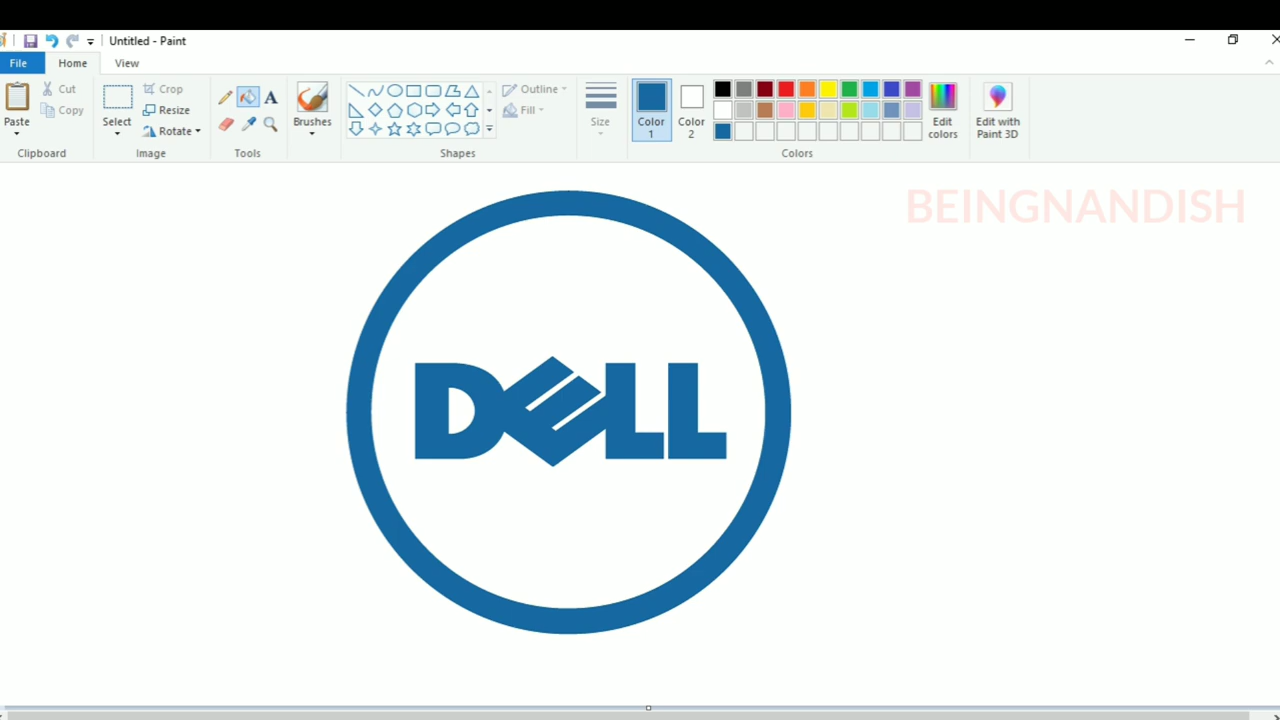 Untitled - Paint
File Home View
Paste Cut Copy Clipboard
Select Crop Resize Rotate Image
Tools
Brushes
Outline Fill Shapes
Size
Color 1 Color 2 Colors
Edit colors
Edit with Paint 3D
BEINGNANDISH
DELL